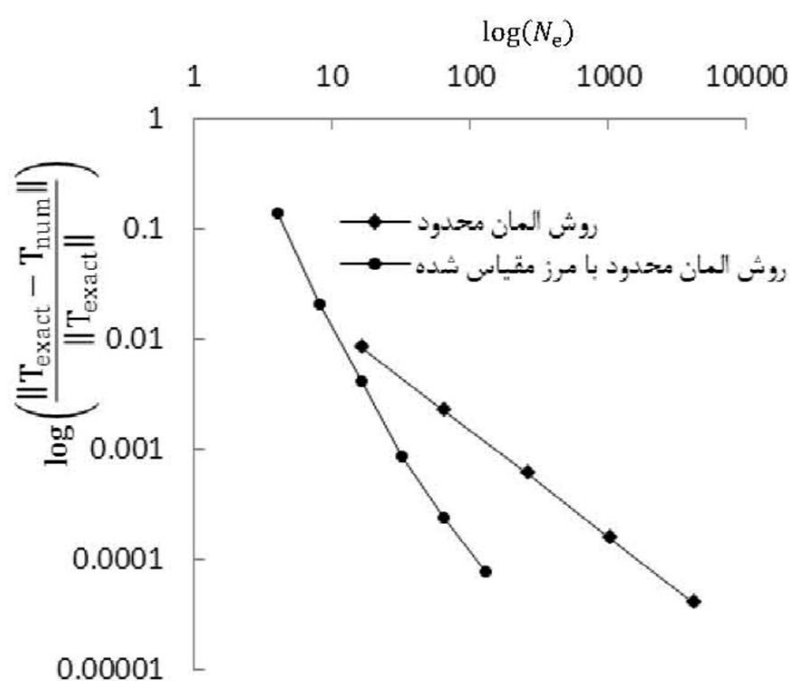 log(Nₑ)
1 10 100 1000 10000
1
0.1
0.01
0.001
0.0001
0.00001
log(‖T_exact − T_num‖ / ‖T_exact‖)
روش المان محدود
روش المان محدود با مرز مقیاس شده